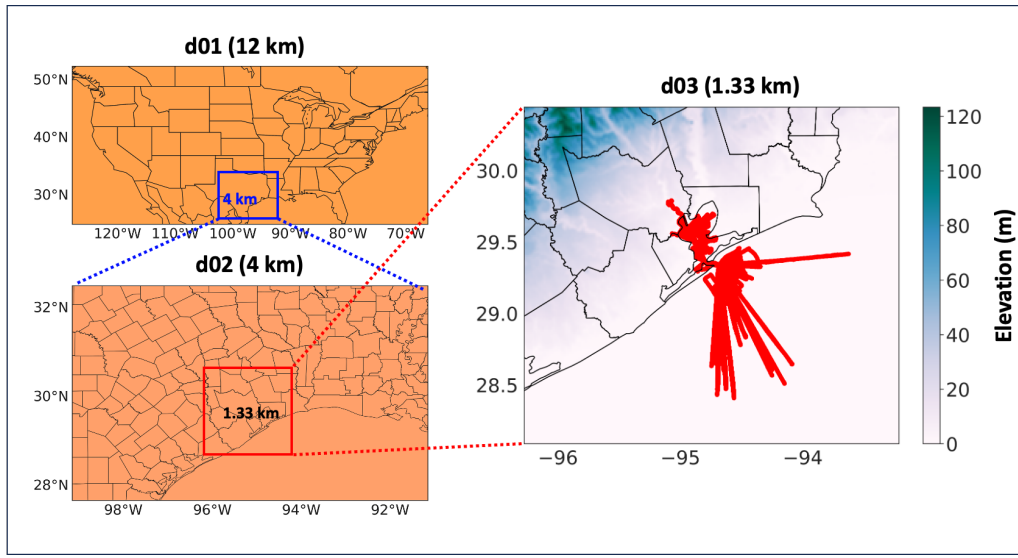 d01 (12 km)
50°N
40°N
30°N
4 km
120°W 110°W 100°W 90°W 80°W 70°W
d02 (4 km)
32°N
30°N
28°N
1.33 km
98°W 96°W 94°W 92°W
d03 (1.33 km)
30.0
29.5
29.0
28.5
−96 −95 −94
120
100
80
60
40
20
0
Elevation (m)